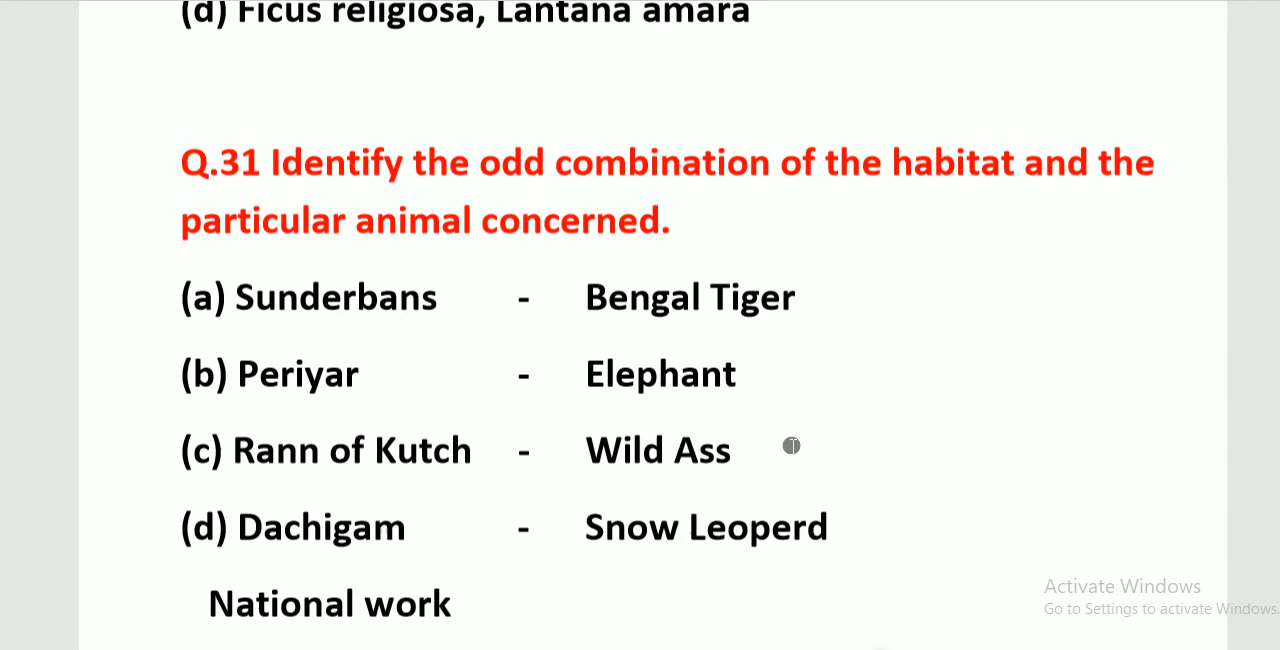 (d) Ficus religiosa, Lantana amara
Q.31 Identify the odd combination of the habitat and the
particular animal concerned.
(a) Sunderbans - Bengal Tiger
(b) Periyar - Elephant
(c) Rann of Kutch - Wild Ass
(d) Dachigam - Snow Leoperd
National work
Activate Windows
Go to Settings to activate Windows.